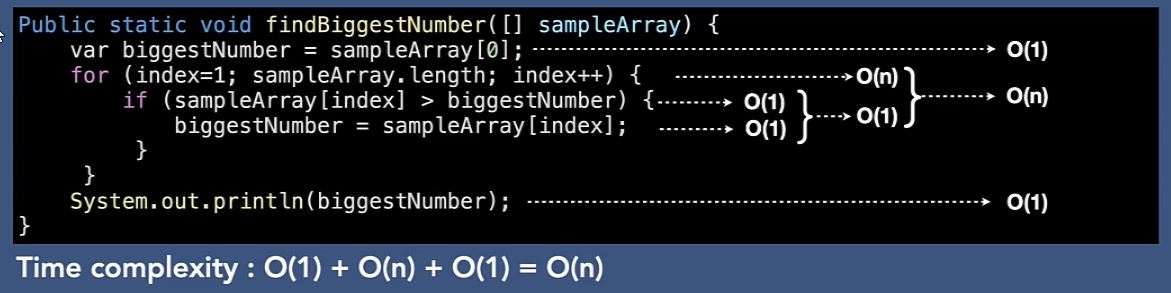 Public static void findBiggestNumber([] sampleArray) {
var biggestNumber = sampleArray[0]; O(1)
for (index=1; sampleArray.length; index++) { O(n)
if (sampleArray[index] > biggestNumber) { O(1) O(n)
biggestNumber = sampleArray[index]; O(1) O(1)
}
}
System.out.println(biggestNumber); O(1)
}
Time complexity : O(1) + O(n) + O(1) = O(n)